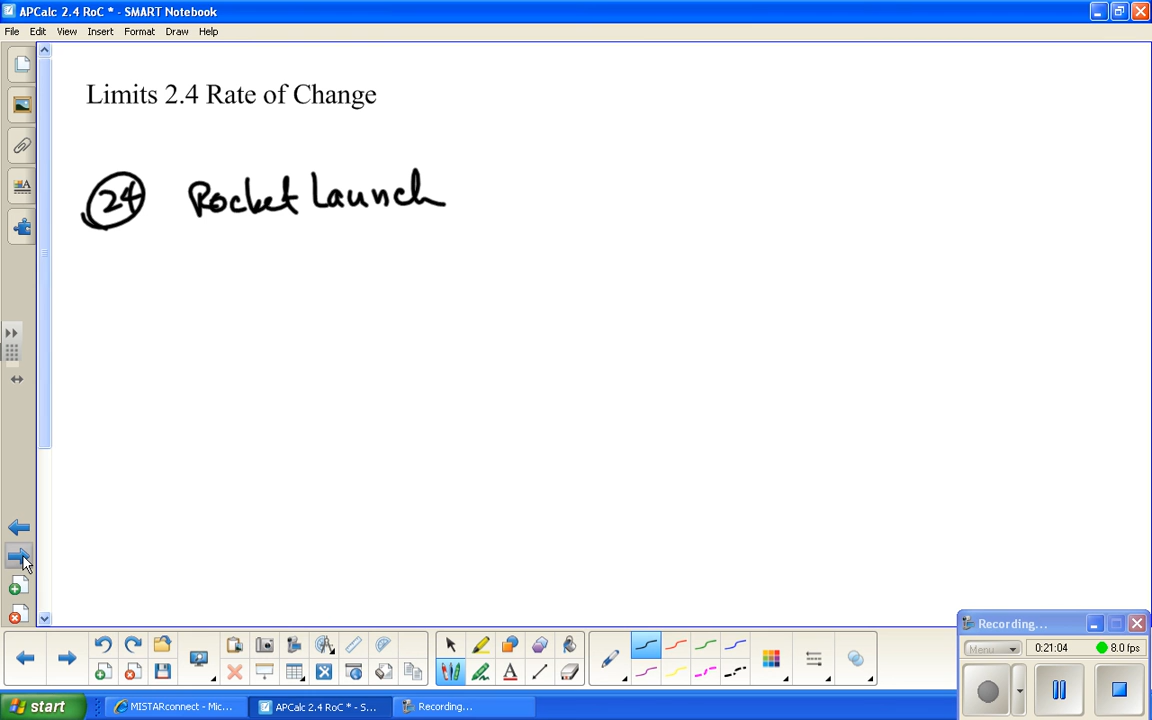 APCalc 2.4 RoC * - SMART Notebook
File Edit View Insert Format Draw Help
Limits 2.4 Rate of Change
24 Rocket Launch
Recording...
Menu 0:21:04 8.0 fps
start MISTARconnect - Mic... APCalc 2.4 RoC * - S... Recording...